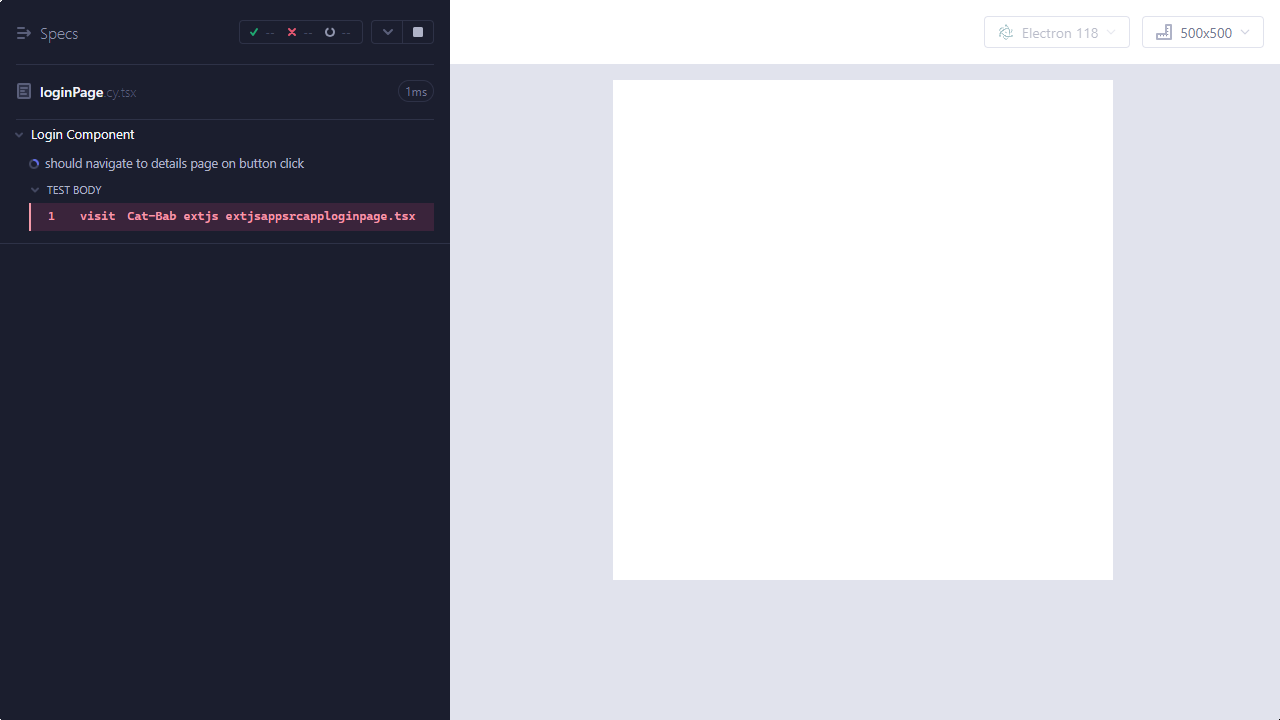 Specs
--
--
--
Electron 118
500x500
loginPage.cy.tsx
1ms
Login Component
should navigate to details page on button click
TEST BODY
1 visit Cat-Bab extjs extjsappsrcapploginpage.tsx